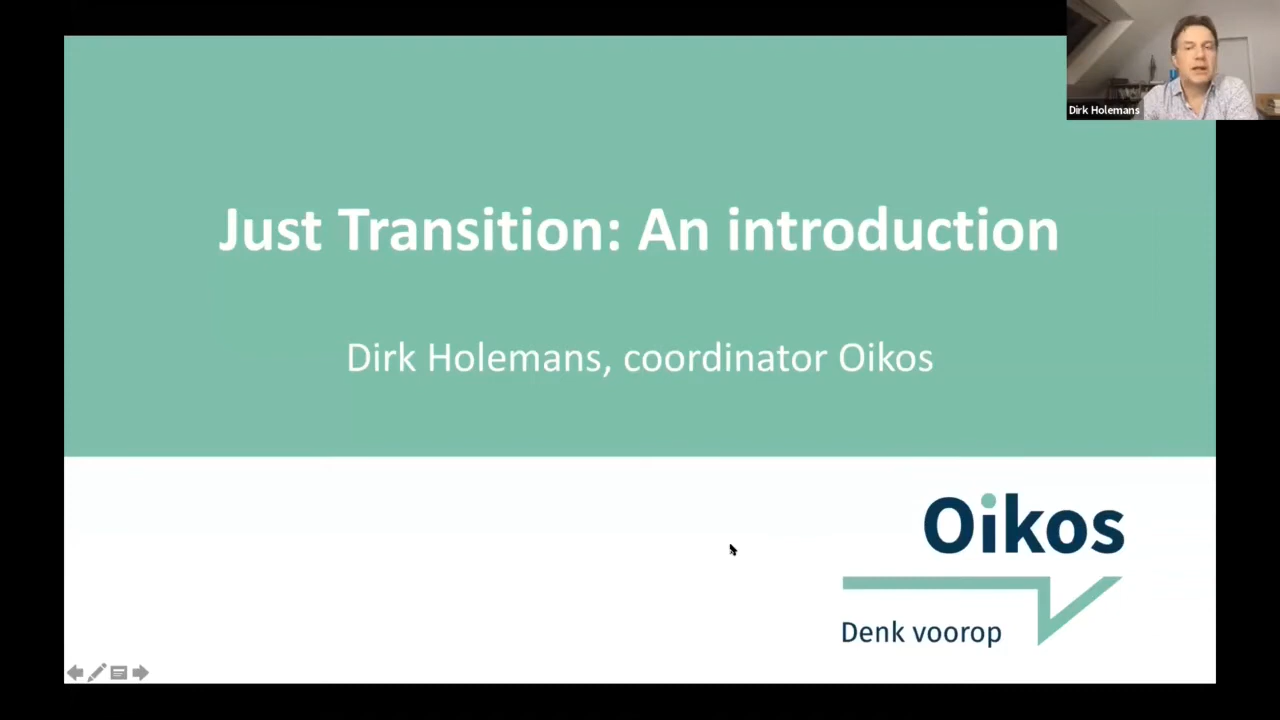 Dirk Holemans
Just Transition: An introduction
Dirk Holemans, coordinator Oikos
Oikos
Denk voorop